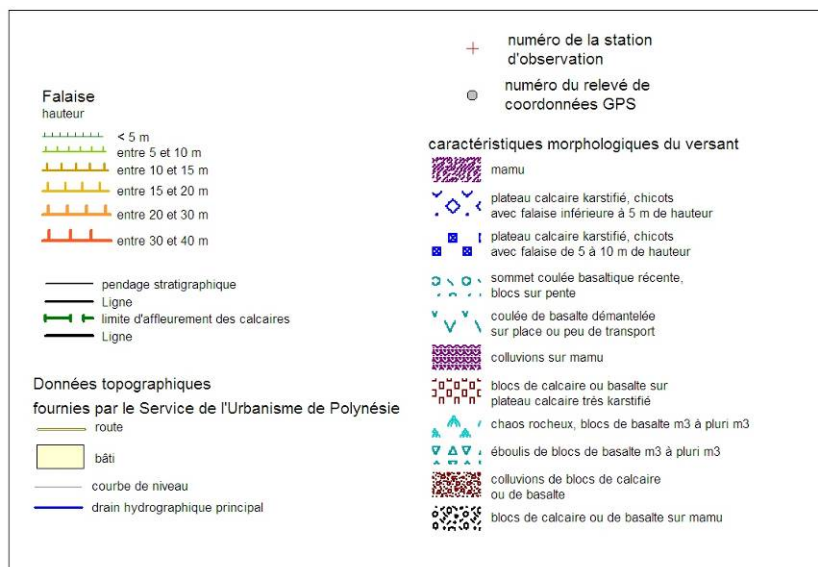 Falaise
hauteur
< 5 m
entre 5 et 10 m
entre 10 et 15 m
entre 15 et 20 m
entre 20 et 30 m
entre 30 et 40 m
pendage stratigraphique
Ligne
limite d'affleurement des calcaires
Ligne
Données topographiques
fournies par le Service de l'Urbanisme de Polynésie
route
bâti
courbe de niveau
drain hydrographique principal
numéro de la station
d'observation
numéro du relevé de
coordonnées GPS
caractéristiques morphologiques du versant
mamu
plateau calcaire karstifié, chicots
avec falaise inférieure à 5 m de hauteur
plateau calcaire karstifié, chicots
avec falaise de 5 à 10 m de hauteur
sommet coulée basaltique récente,
blocs sur pente
coulée de basalte démantelée
sur place ou peu de transport
colluvions sur mamu
blocs de calcaire ou basalte sur
plateau calcaire très karstifié
chaos rocheux, blocs de basalte m3 à pluri m3
éboulis de blocs de basalte m3 à pluri m3
colluvions de blocs de calcaire
ou de basalte
blocs de calcaire ou de basalte sur mamu